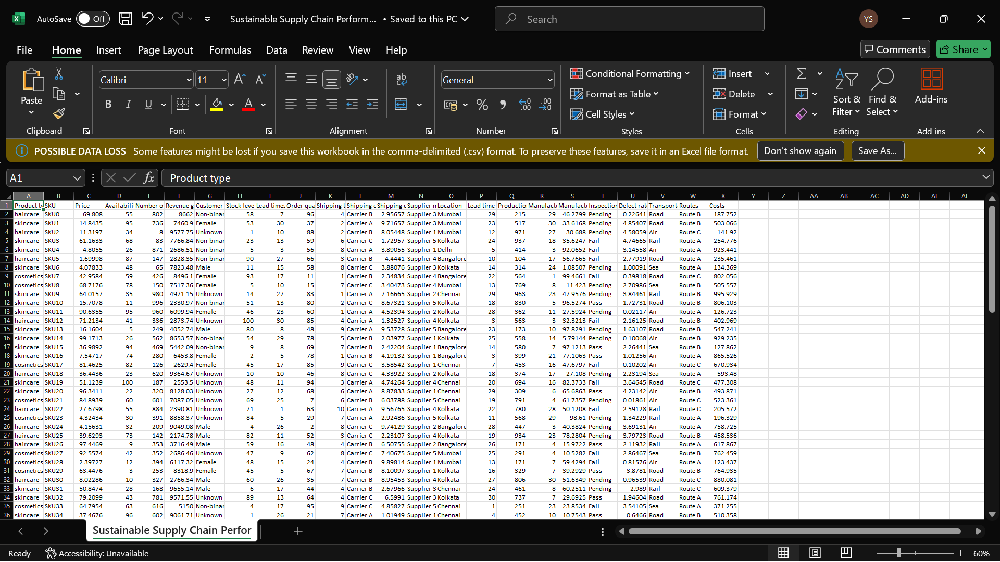 AutoSave Off Sustainable Supply Chain Perform... • Saved to this PC Search YS
File Home Insert Page Layout Formulas Data Review View Help Comments Share
Paste Calibri 11 General Conditional Formatting Format as Table Cell Styles Insert Delete Format Sort & Filter Find & Select Add-ins
Clipboard Font Alignment Number Styles Cells Editing Add-ins
POSSIBLE DATA LOSS Some features might be lost if you save this workbook in the comma-delimited (.csv) format. To preserve these features, save it in an Excel file format. Don't show again Save As...
A1 fx Product type
A B C D E F G H I J K L M N O P Q R S T U V W X Y Z AA AB AC AD AE AF
1 Product ty SKU Price Availabili Number of Revenue g Customer Stock leve Lead times Order qua Shipping t Shipping c Shipping c Supplier n Location Lead time Productio Manufactu Manufactu Inspection Defect rate Transport Routes Costs
2 haircare SKU0 69.808 55 802 8662 Non-binar 58 7 96 4 Carrier B 2.95657 Supplier 3 Mumbai 29 215 29 46.2799 Pending 0.22641 Road Route B 187.752
3 skincare SKU1 14.8435 95 736 7460.9 Female 53 30 37 2 Carrier A 9.71657 Supplier 3 Mumbai 23 517 30 33.6168 Pending 4.85407 Road Route B 503.066
4 haircare SKU2 11.3197 34 8 9577.75 Unknown 1 10 88 2 Carrier B 8.05448 Supplier 1 Mumbai 12 971 27 30.688 Pending 4.58059 Air Route C 141.92
5 skincare SKU3 61.1633 68 83 7766.84 Non-binar 23 13 59 6 Carrier C 1.72957 Supplier 5 Kolkata 24 937 18 35.6247 Fail 4.74665 Rail Route A 254.776
6 skincare SKU4 4.8055 26 871 2686.51 Non-binar 5 3 56 8 Carrier A 3.89055 Supplier 1 Delhi 5 414 3 92.0652 Fail 3.14558 Air Route A 923.441
7 haircare SKU5 1.69998 87 147 2828.35 Non-binar 90 27 66 3 Carrier B 4.4441 Supplier 4 Bangalore 10 104 17 56.7665 Fail 2.77919 Road Route A 235.461
8 skincare SKU6 4.07833 48 65 7823.48 Male 11 15 58 8 Carrier C 3.88076 Supplier 3 Kolkata 14 314 24 1.08507 Pending 1.00091 Sea Route A 134.369
9 cosmetics SKU7 42.9584 59 426 8496.1 Female 93 17 11 1 Carrier B 2.34834 Supplier 4 Bangalore 22 564 1 99.4661 Fail 0.39818 Road Route C 802.056
10 cosmetics SKU8 68.7176 78 150 7517.36 Female 5 10 15 7 Carrier C 3.40473 Supplier 4 Mumbai 13 769 8 11.423 Pending 2.70986 Sea Route B 505.557
11 skincare SKU9 64.0157 35 980 4971.15 Unknown 14 27 83 1 Carrier A 7.16665 Supplier 2 Chennai 29 963 23 47.9576 Pending 3.84461 Rail Route B 995.929
12 skincare SKU10 15.7078 11 996 2330.97 Non-binar 51 13 80 2 Carrier C 8.67321 Supplier 5 Kolkata 18 830 5 96.5274 Pass 1.72731 Road Route B 806.103
13 skincare SKU11 90.6355 95 960 6099.94 Female 46 23 60 1 Carrier A 4.52394 Supplier 2 Kolkata 28 362 11 27.5924 Pending 0.02117 Air Route A 126.723
14 haircare SKU12 71.2134 41 336 2873.74 Unknown 100 30 85 4 Carrier A 1.32527 Supplier 4 Kolkata 3 563 3 32.3213 Fail 2.16125 Road Route B 402.969
15 skincare SKU13 16.1604 5 249 4052.74 Male 80 8 48 9 Carrier A 9.53728 Supplier 5 Bangalore 23 173 10 97.8291 Pending 1.63107 Road Route B 547.241
16 skincare SKU14 99.1713 26 562 8653.57 Non-binar 54 29 78 5 Carrier B 2.03977 Supplier 1 Kolkata 25 558 14 5.79144 Pending 0.10068 Air Route B 929.235
17 skincare SKU15 36.9892 94 469 5442.09 Non-binar 9 8 69 7 Carrier B 2.42204 Supplier 1 Bangalore 14 580 7 97.1213 Pass 2.26441 Sea Route B 127.862
18 skincare SKU16 7.54717 74 280 6453.8 Female 2 5 78 1 Carrier B 4.19132 Supplier 1 Bangalore 3 399 21 77.1063 Pass 1.01256 Air Route A 865.526
19 cosmetics SKU17 81.4625 82 126 2629.4 Female 45 17 85 9 Carrier C 3.58542 Supplier 1 Chennai 7 453 16 47.6797 Fail 0.10202 Air Route C 670.934
20 haircare SKU18 36.4436 23 620 9364.67 Unknown 10 10 46 8 Carrier C 4.33922 Supplier 2 Kolkata 18 374 17 27.108 Pending 2.23194 Sea Route A 593.48
21 skincare SKU19 51.1239 100 187 2553.5 Unknown 48 11 94 3 Carrier A 4.74264 Supplier 4 Chennai 20 694 16 82.3733 Fail 3.64645 Road Route C 477.308
22 skincare SKU20 96.3411 22 320 8128.03 Unknown 27 12 68 6 Carrier A 8.87833 Supplier 1 Chennai 29 309 6 65.6863 Pass 4.23142 Air Route B 493.871
23 cosmetics SKU21 84.8939 60 601 7087.05 Unknown 69 25 7 6 Carrier B 6.03788 Supplier 5 Chennai 19 791 4 61.7357 Pending 0.01861 Air Route C 523.361
24 haircare SKU22 27.6798 55 884 2390.81 Unknown 71 1 63 10 Carrier A 9.56765 Supplier 4 Kolkata 22 780 28 50.1208 Fail 2.59128 Rail Route C 205.572
25 cosmetics SKU23 4.32434 30 391 8858.37 Unknown 84 5 29 7 Carrier A 2.92486 Supplier 5 Kolkata 11 568 29 98.61 Pending 1.34229 Rail Route A 196.329
26 haircare SKU24 4.15631 32 209 9049.08 Male 4 26 2 8 Carrier C 9.74129 Supplier 2 Bangalore 28 447 3 40.3824 Pending 3.69131 Air Route A 758.725
27 haircare SKU25 39.6293 73 142 2174.78 Male 82 11 52 3 Carrier C 2.23107 Supplier 4 Kolkata 19 934 23 78.2804 Pending 3.79723 Road Route B 458.536
28 haircare SKU26 97.4469 9 353 3716.49 Male 59 16 48 4 Carrier B 6.50755 Supplier 2 Bangalore 26 171 4 15.9722 Pass 2.11932 Rail Route A 617.867
29 cosmetics SKU27 92.5574 42 352 2686.46 Unknown 47 9 62 8 Carrier C 7.40675 Supplier 5 Mumbai 25 291 4 10.5282 Fail 2.86467 Sea Route B 762.459
30 cosmetics SKU28 2.39727 12 394 6117.32 Female 48 15 24 4 Carrier B 9.89814 Supplier 1 Mumbai 13 171 7 59.4294 Fail 0.81576 Air Route A 123.437
31 cosmetics SKU29 63.4476 3 253 8318.9 Female 45 5 67 7 Carrier B 8.10097 Supplier 1 Kolkata 16 329 7 39.2929 Pass 3.8781 Road Route B 764.935
32 haircare SKU30 8.02286 10 327 2766.34 Male 60 26 35 7 Carrier B 8.95453 Supplier 4 Kolkata 27 806 30 51.6349 Pending 0.96539 Road Route C 880.081
33 skincare SKU31 50.8474 28 168 9655.14 Male 6 17 44 4 Carrier B 2.67966 Supplier 3 Chennai 24 461 8 60.2511 Pending 2.989 Rail Route C 609.379
34 skincare SKU32 79.2099 43 781 9571.55 Unknown 89 13 64 4 Carrier C 6.5991 Supplier 3 Kolkata 30 737 7 29.6925 Pass 1.94604 Road Route A 761.174
35 cosmetics SKU33 64.7954 63 616 5150 Non-binar 4 17 95 9 Carrier C 4.85827 Supplier 5 Chennai 1 251 23 23.8534 Fail 3.54105 Sea Route A 371.255
36 skincare SKU34 37.4676 96 602 9061.71 Unknown 1 26 21 7 Carrier A 1.01949 Supplier 1 Chennai 4 452 10 10.7543 Pass 0.6466 Road Route B 510.358
Sustainable Supply Chain Perfor
Ready Accessibility: Unavailable 60%